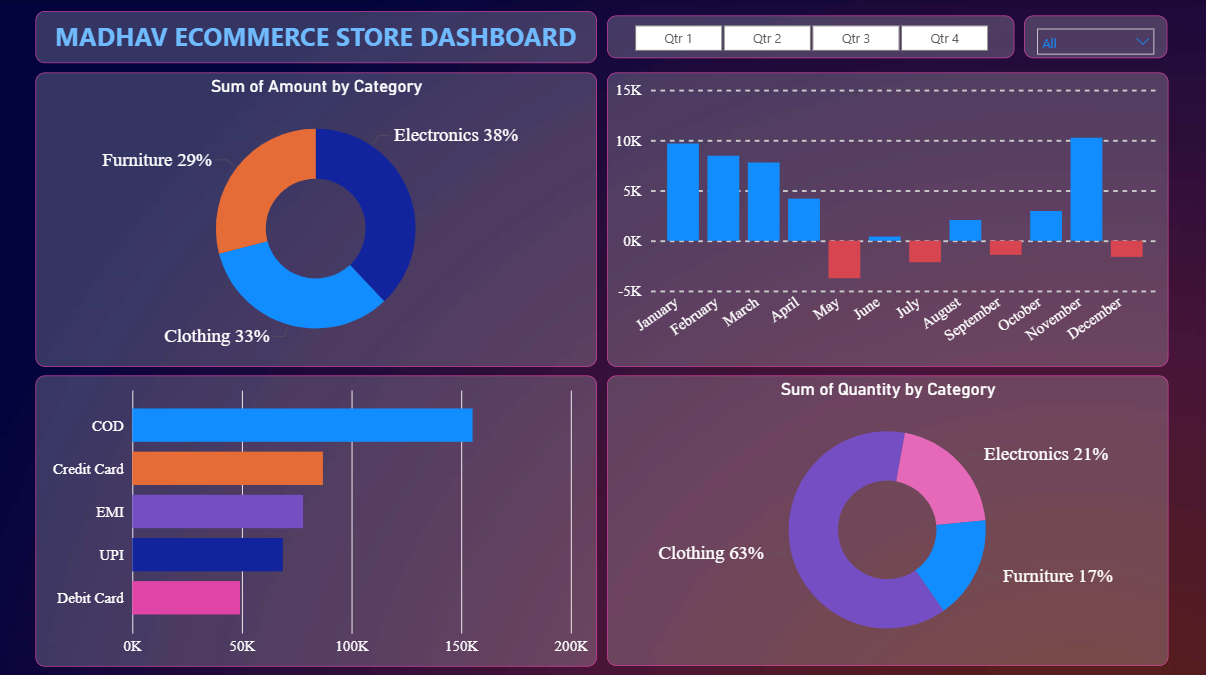 MADHAV ECOMMERCE STORE DASHBOARD
Qtr 1 Qtr 2 Qtr 3 Qtr 4
All
Sum of Amount by Category
Electronics 38%
Furniture 29%
Clothing 33%
15K
10K
5K
0K
-5K
January February March April May June July August September October November December
COD
Credit Card
EMI
UPI
Debit Card
0K 50K 100K 150K 200K
Sum of Quantity by Category
Electronics 21%
Clothing 63%
Furniture 17%